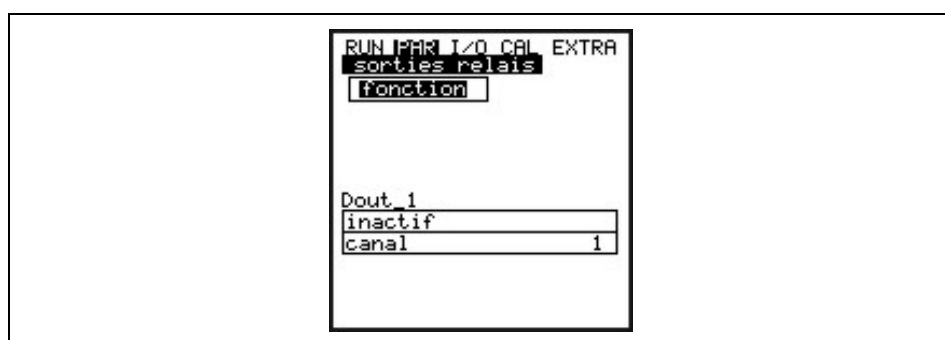 RUN PAR I/O CAL EXTRA
sorties relais
fonction
Dout_1
inactif
canal 1